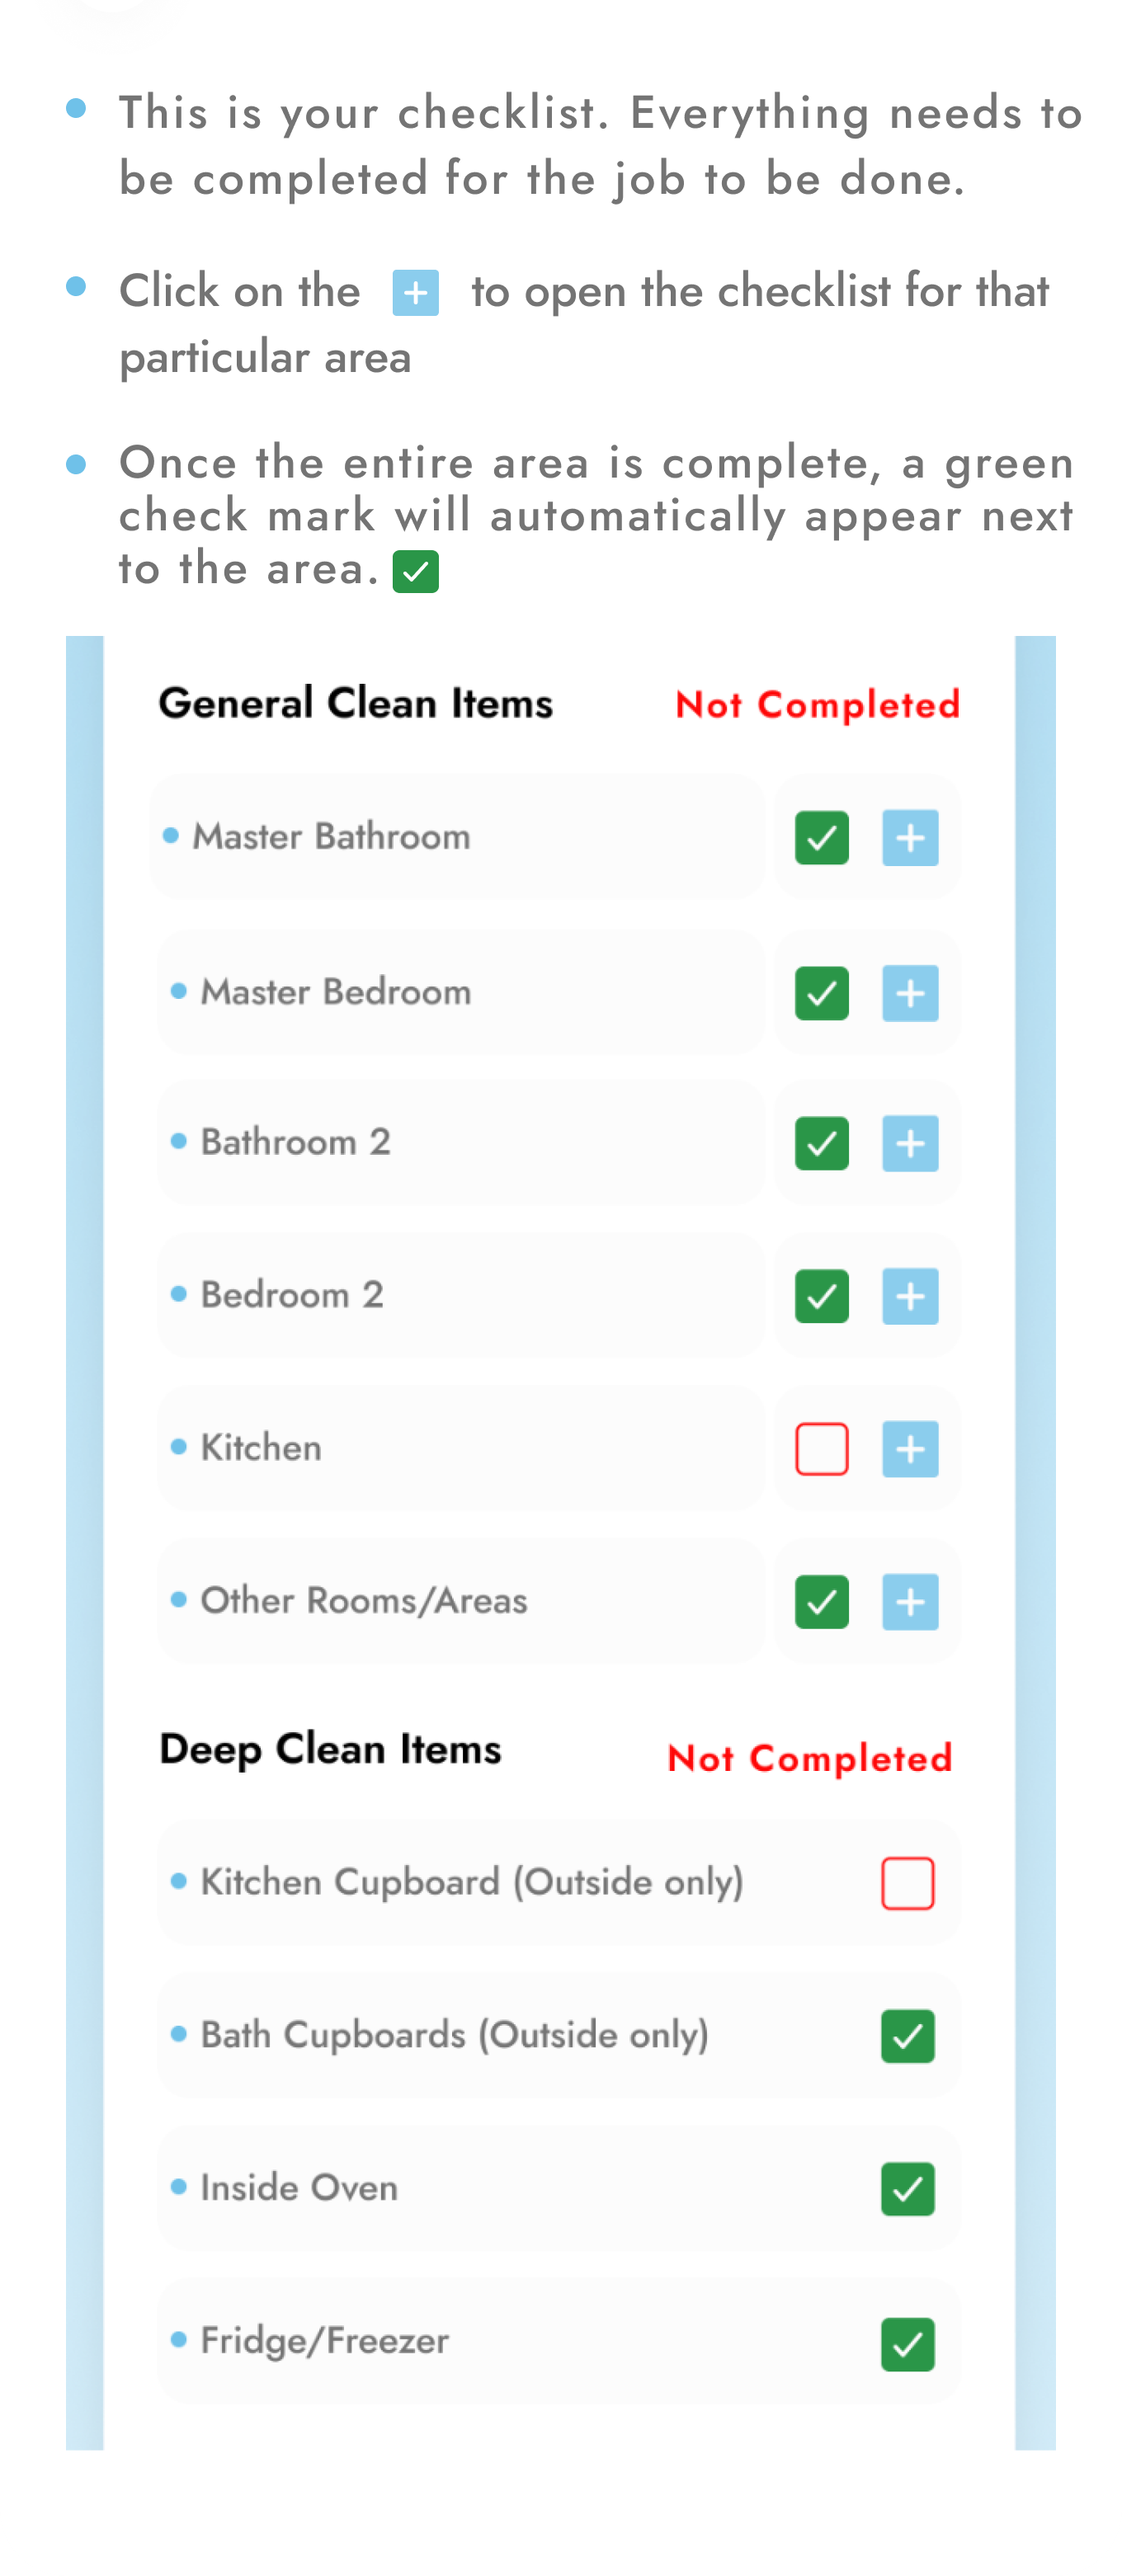 This is your checklist. Everything needs to
be completed for the job to be done.
Click on the + to open the checklist for that
particular area
Once the entire area is complete, a green
check mark will automatically appear next
to the area.
General Clean Items Not Completed
Master Bathroom
Master Bedroom
Bathroom 2
Bedroom 2
Kitchen
Other Rooms/Areas
Deep Clean Items Not Completed
Kitchen Cupboard (Outside only)
Bath Cupboards (Outside only)
Inside Oven
Fridge/Freezer